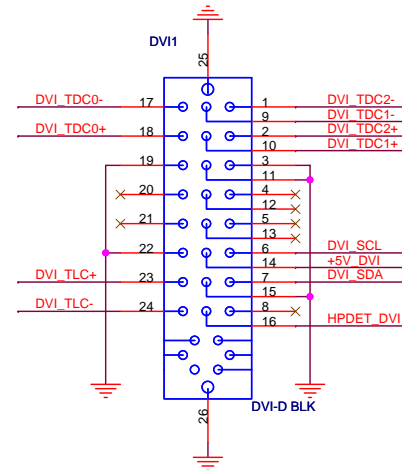 DVI1
25
DVI_TDC0- 17 1 DVI_TDC2-
9 DVI_TDC1-
DVI_TDC0+ 18 2 DVI_TDC2+
10 DVI_TDC1+
19 3
11
20 4
12
21 5
13
22 6 DVI_SCL
14 +5V_DVI
DVI_TLC+ 23 7 DVI_SDA
15
DVI_TLC- 24 8
16 HPDET_DVI
DVI-D BLK
26